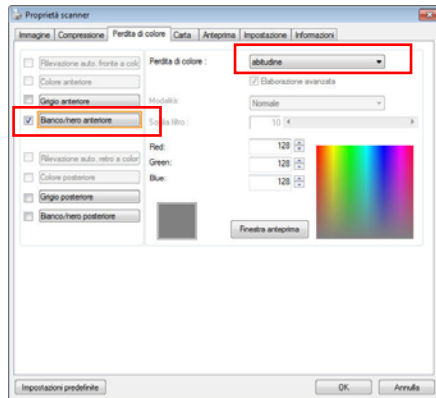 Proprietà scanner
Immagine Compressione Perdita di colore Carta Anteprima Impostazione Informazioni
Rilevazione auto. fronte a colo
Colore anteriore
Grigio anteriore
Bianco/nero anteriore
Rilevazione auto. retro a color
Colore posteriore
Grigio posteriore
Bianco/nero posteriore
Perdita di colore : abitudine
Elaborazione avanzata
Modalità: Normale
Soglia filtro : 10
Red: 128
Green: 128
Blue: 128
Finestra anteprima
Impostazioni predefinite OK Annulla